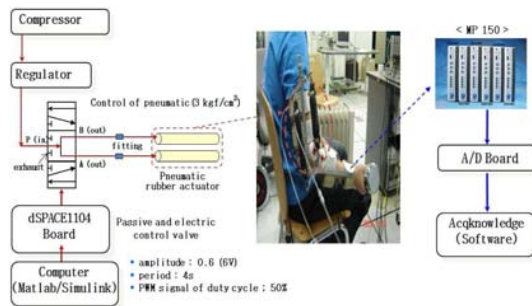 Compressor
Regulator
Control of pneumatic (3 kgf/cm²)
P (in)
B (out)
fitting
exhaust
A (out)
Pneumatic
rubber actuator
dSPACE1104
Board
Passive and electric
control valve
Computer
(Matlab/Simulink)
• amplitude : 0.6 (6V)
• period : 4s
• PWM signal of duty cycle : 50%
< MP 150 >
A/D Board
Acqknowledge
(Software)